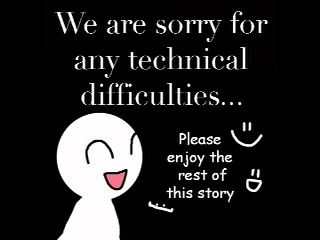 We are sorry for
any technical
difficulties...
Please
enjoy the
rest of
this story